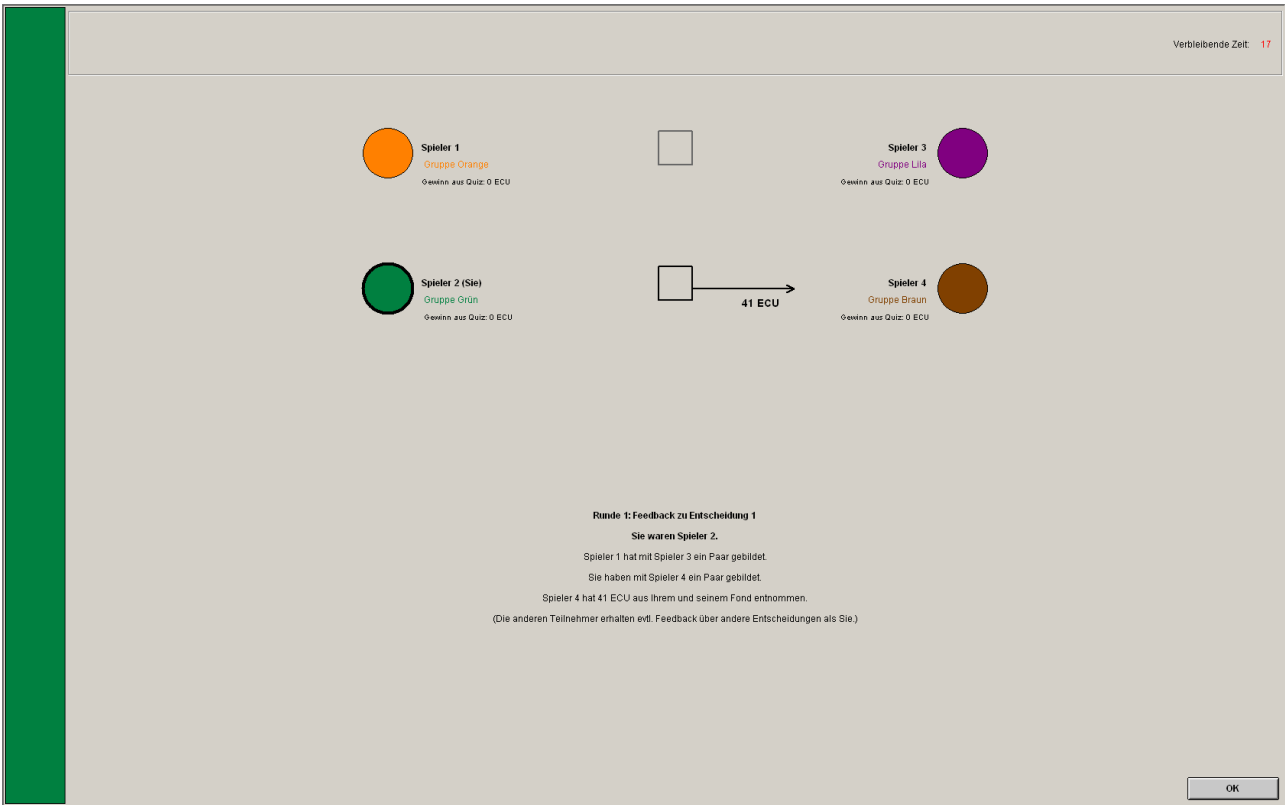 Verbleibende Zeit: 17
Spieler 1
Gruppe Orange
Gewinn aus Quiz: 0 ECU
Spieler 3
Gruppe Lila
Gewinn aus Quiz: 0 ECU
Spieler 2 (Sie)
Gruppe Grün
Gewinn aus Quiz: 0 ECU
41 ECU
Spieler 4
Gruppe Braun
Gewinn aus Quiz: 0 ECU
Runde 1: Feedback zu Entscheidung 1
Sie waren Spieler 2.
Spieler 1 hat mit Spieler 3 ein Paar gebildet.
Sie haben mit Spieler 4 ein Paar gebildet.
Spieler 4 hat 41 ECU aus Ihrem und seinem Fond entnommen.
(Die anderen Teilnehmer erhalten evtl. Feedback über andere Entscheidungen als Sie.)
OK